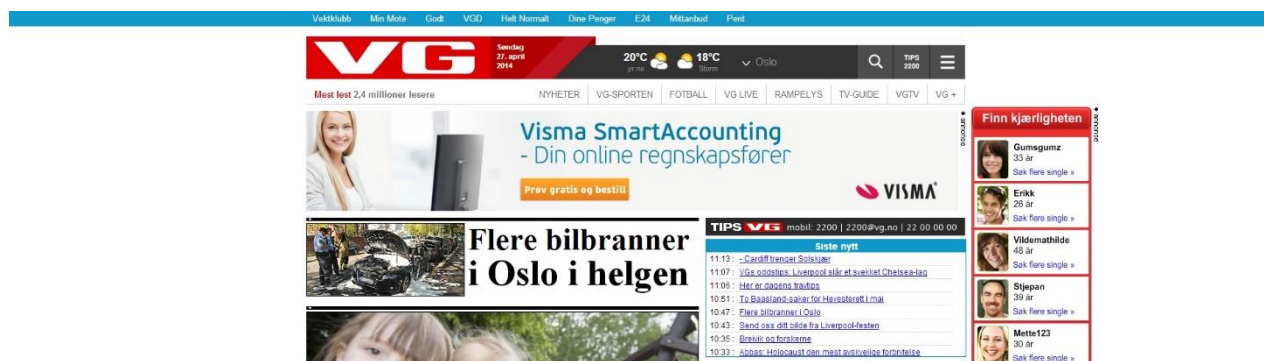 Vektklubb Min Mote Godt VGD Helt Normalt Dine Penger E24 Mittanbud Pent
VG
Søndag
27. april
2014
20°C
yr.no
18°C
Storm
Oslo
TIPS
2200
Mest lest 2,4 millioner lesere
NYHETER VG-SPORTEN FOTBALL VG LIVE RAMPELYS TV-GUIDE VGTV VG +
Visma SmartAccounting
- Din online regnskapsfører
Prøv gratis og bestill
VISMA
annonse
Flere bilbranner
i Oslo i helgen
TIPS VG mobil: 2200 | 2200@vg.no | 22 00 00 00
Siste nytt
11:13 : - Cardiff trenger Solskjær
11:07 : VGs oddstips: Liverpool slår et svekket Chelsea-lag
11:06 : Her er dagens travtips
10:51 : To Baasland-saker for Høyesterett i mai
10:47 : Flere bilbranner i Oslo
10:43 : Send oss ditt bilde fra Liverpool-festen
10:35 : Breivik og forskerne
10:33 : Abbas: Holocaust den mest avskyelige forbrytelse
Finn kjærligheten
annonse
Gumsgumz
33 år
Søk flere single »
Erikk
26 år
Søk flere single »
Vildemathilde
48 år
Søk flere single »
Stjepan
39 år
Søk flere single »
Mette123
30 år
Søk flere single »